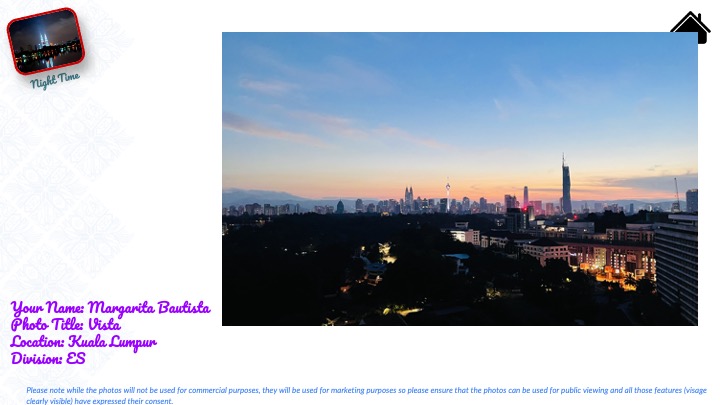 Night Time
Your Name: Margarita Bautista
Photo Title: Vista
Location: Kuala Lumpur
Division: ES
Please note while the photos will not be used for commercial purposes, they will be used for marketing purposes so please ensure that the photos can be used for public viewing and all those features (visage
clearly visible) have expressed their consent.